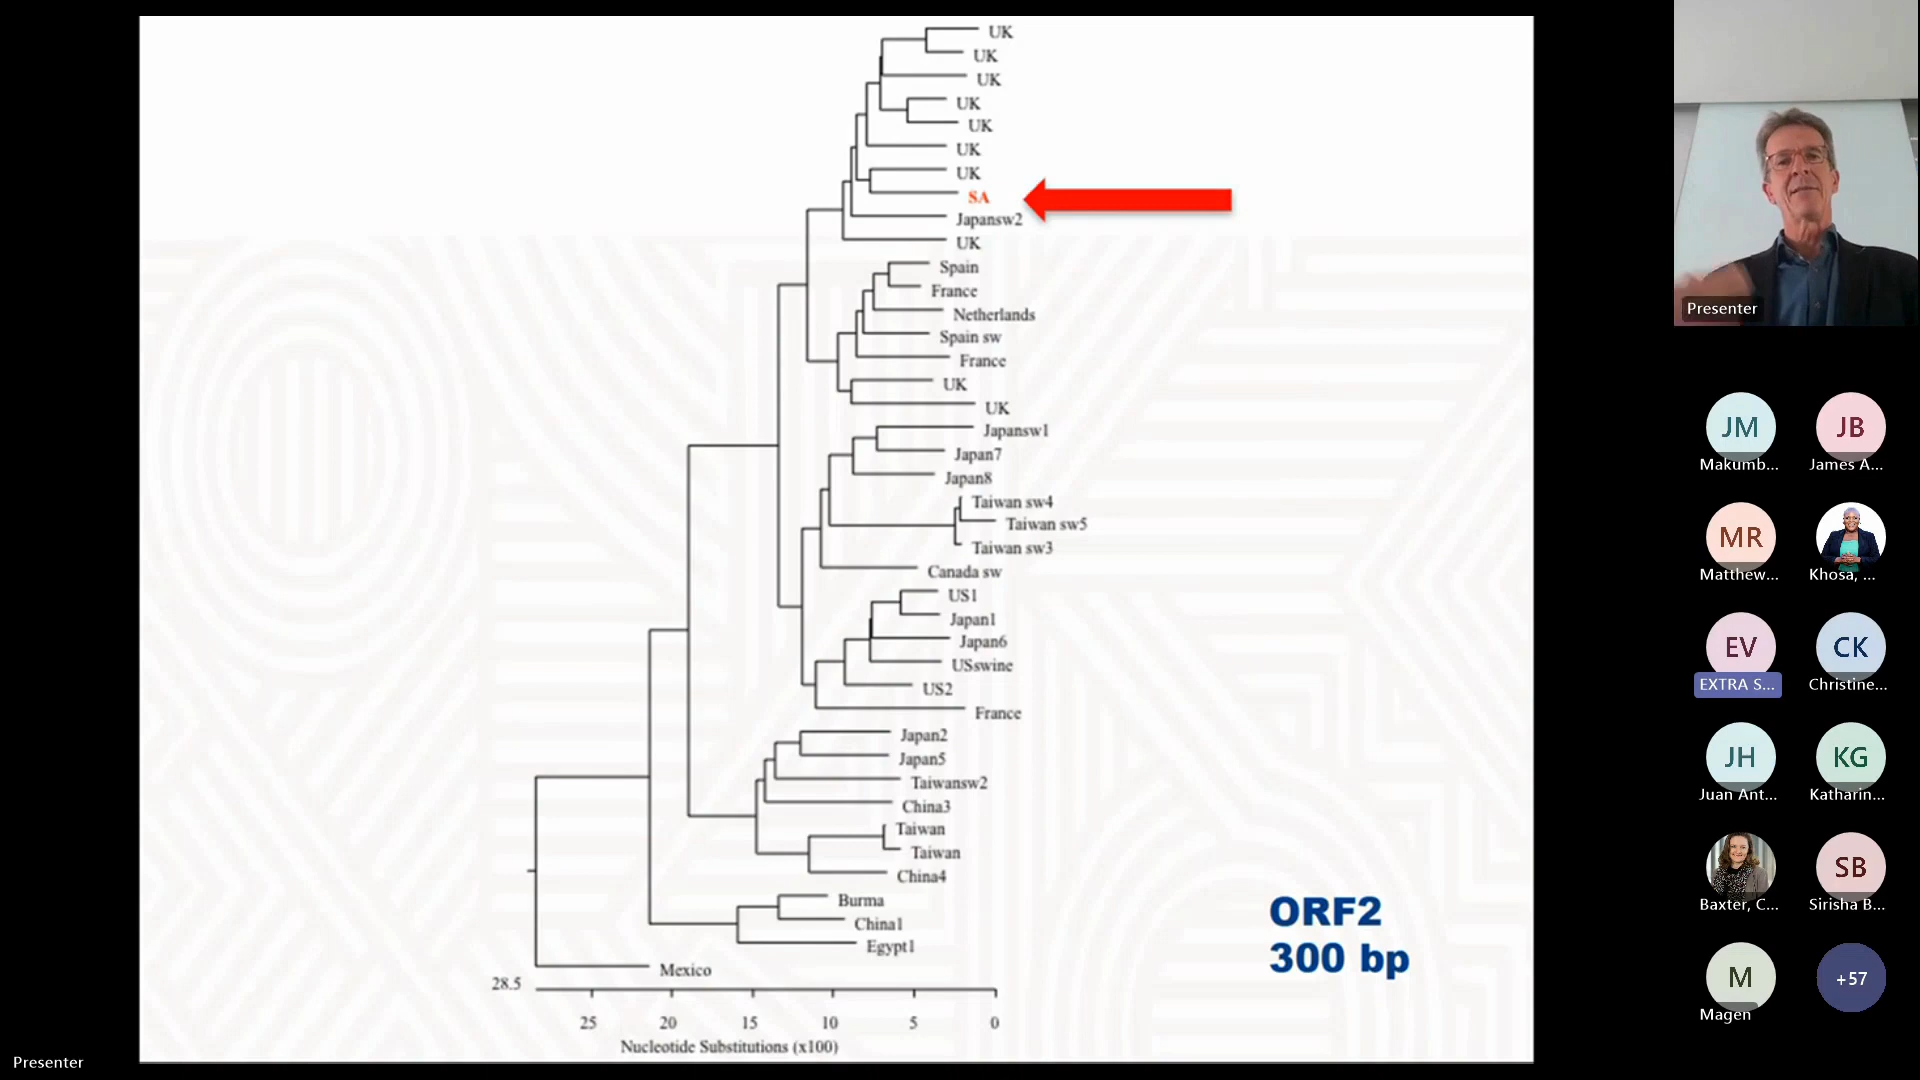 UK
UK
UK
UK
UK
UK
UK
SA
Japansw2
UK
Spain
France
Netherlands
Spain sw
France
UK
UK
Japansw1
Japan7
Japan8
Taiwan sw4
Taiwan sw5
Taiwan sw3
Canada sw
US1
Japan1
Japan6
USswine
US2
France
Japan2
Japan5
Taiwansw2
China3
Taiwan
Taiwan
China4
Burma
China1
Egypt1
Mexico
28.5
25 20 15 10 5 0
Nucleotide Substitutions (x100)
ORF2
300 bp
Presenter
Presenter
JM JB
Makumb... James A...
MR
Matthew... Khosa, ...
EV CK
EXTRA S... Christine...
JH KG
Juan Ant... Katharin...
SB
Baxter, C... Sirisha B...
M +57
Magen